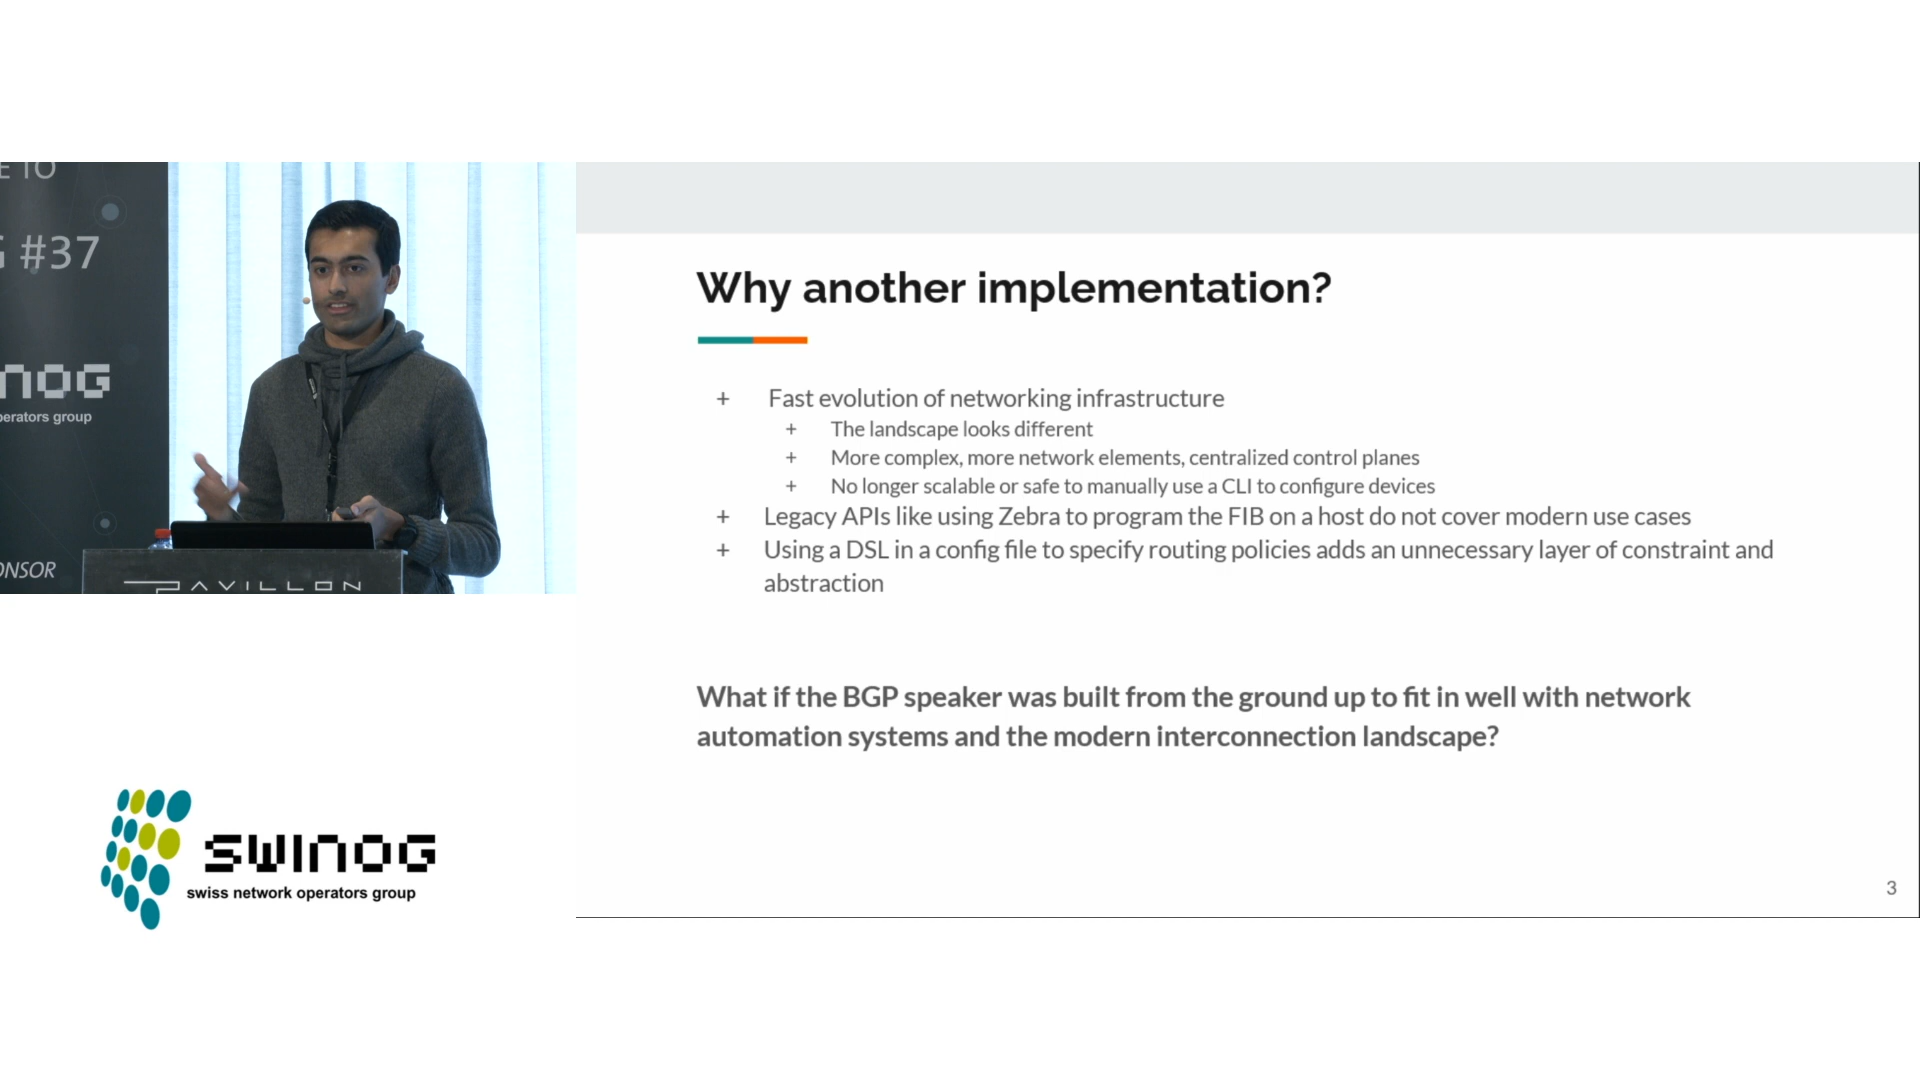 E TO
G #37
nOG
perators group
ONSOR
PAVILLON
swinog
swiss network operators group
Why another implementation?
+ Fast evolution of networking infrastructure
+ The landscape looks different
+ More complex, more network elements, centralized control planes
+ No longer scalable or safe to manually use a CLI to configure devices
+ Legacy APIs like using Zebra to program the FIB on a host do not cover modern use cases
+ Using a DSL in a config file to specify routing policies adds an unnecessary layer of constraint and
abstraction
What if the BGP speaker was built from the ground up to fit in well with network
automation systems and the modern interconnection landscape?
3